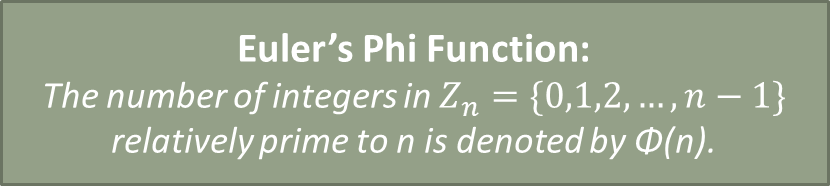 Euler's Phi Function:
The number of integers in Zₙ = {0,1,2, … , n − 1}
relatively prime to n is denoted by Φ(n).